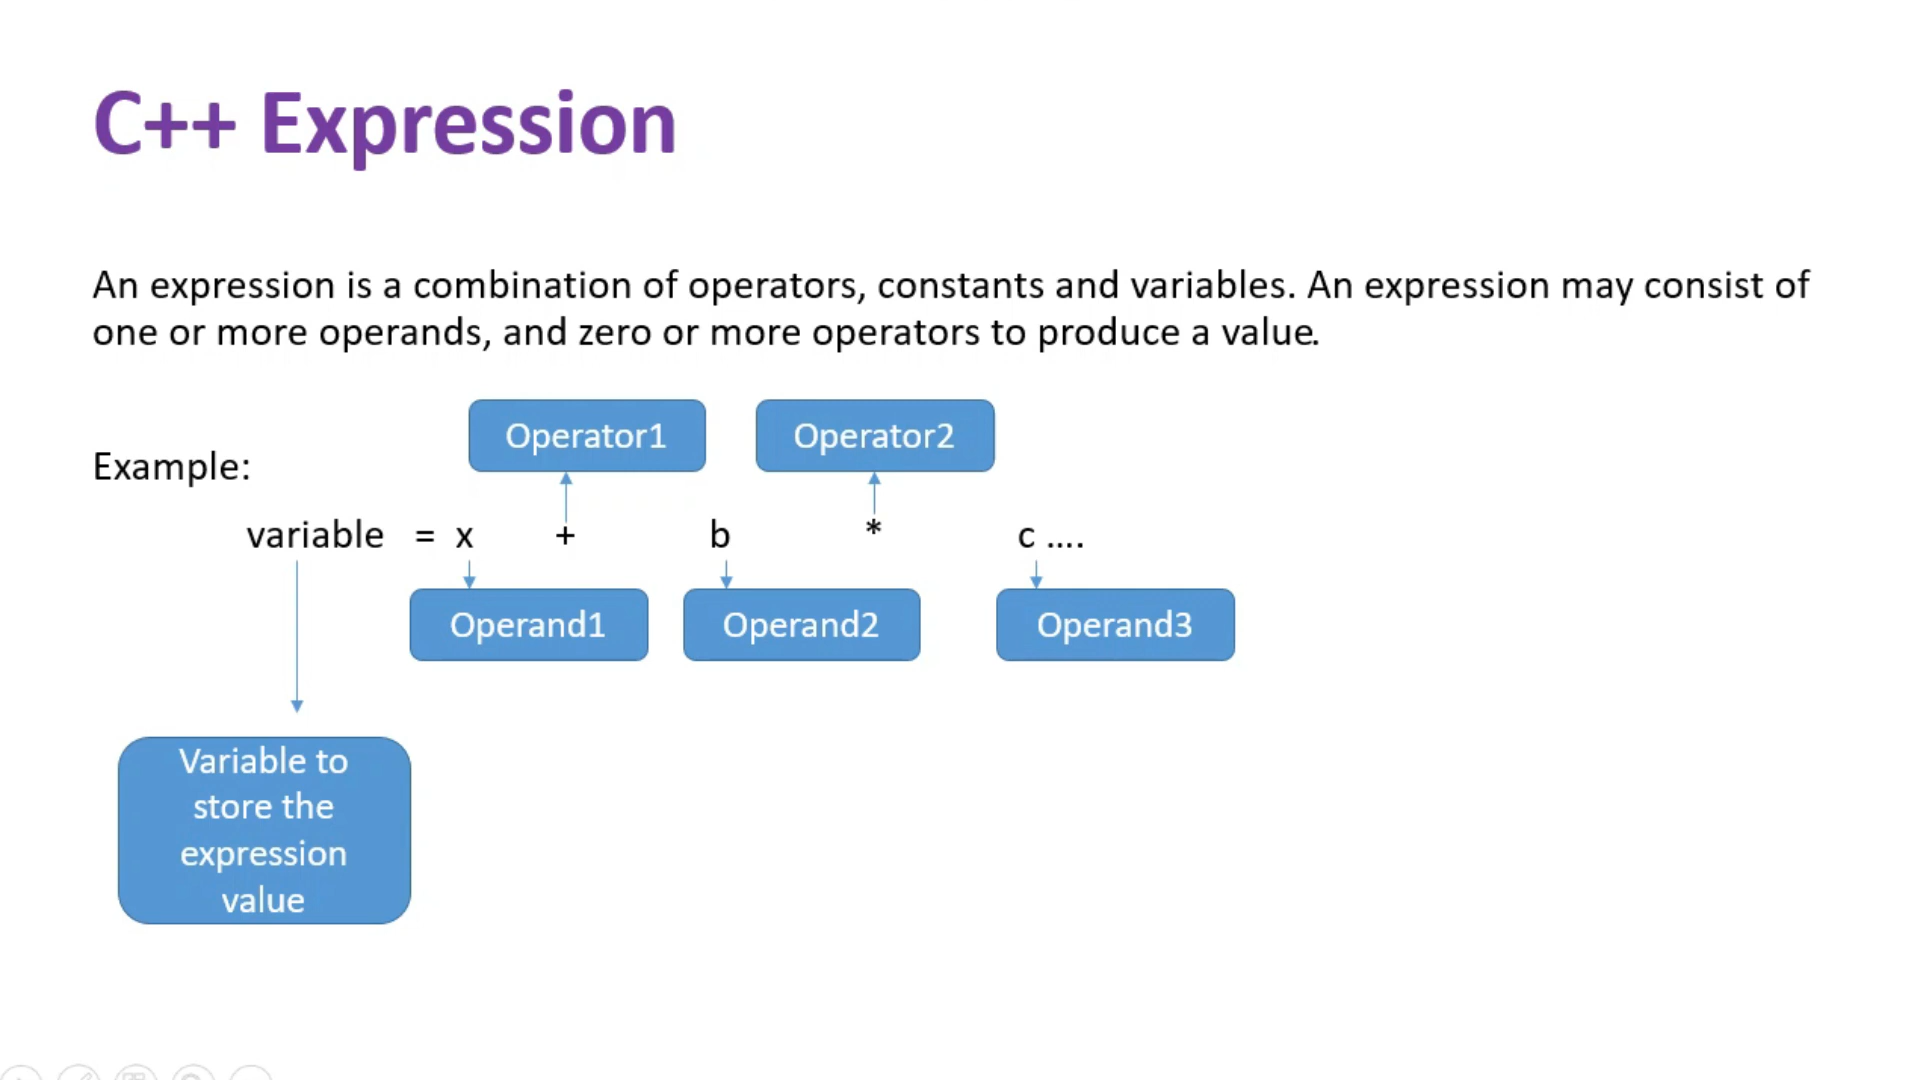 C++ Expression
An expression is a combination of operators, constants and variables. An expression may consist of
one or more operands, and zero or more operators to produce a value.
Operator1 Operator2
Example:
variable = x + b * c ....
Operand1 Operand2 Operand3
Variable to
store the
expression
value